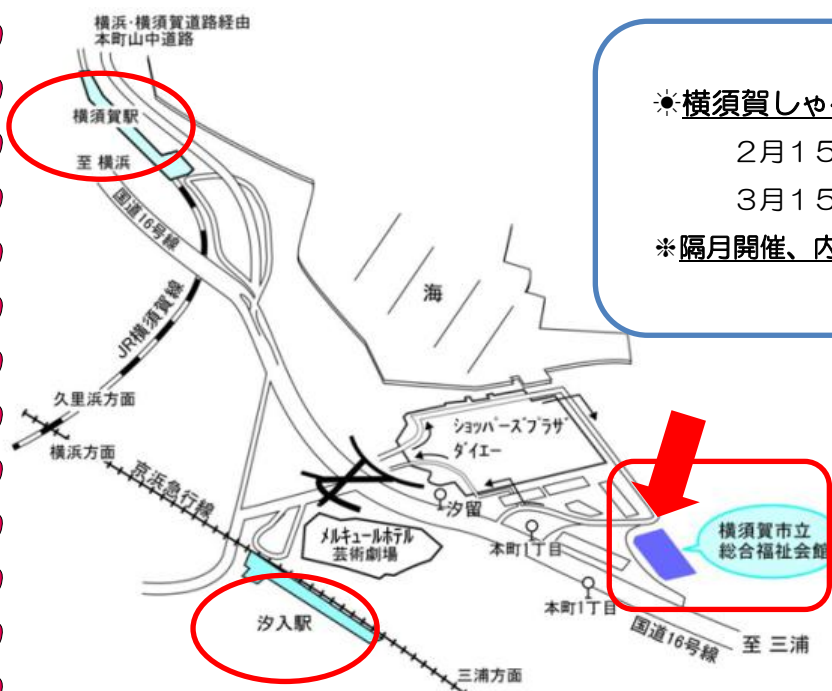 横浜・横須賀道路経由
本町山中道路
横須賀駅
至 横浜
国道16号線
JR横須賀線
久里浜方面
横浜方面
京浜急行線
海
ショッパーズプラザ
ダイエー
汐留
本町1丁目
メルキュールホテル
芸術劇場
汐入駅
本町1丁目
国道16号線
至 三浦
三浦方面
横須賀市立
総合福祉会館
☀横須賀しゃ
2月15
3月15
❊隔月開催、内